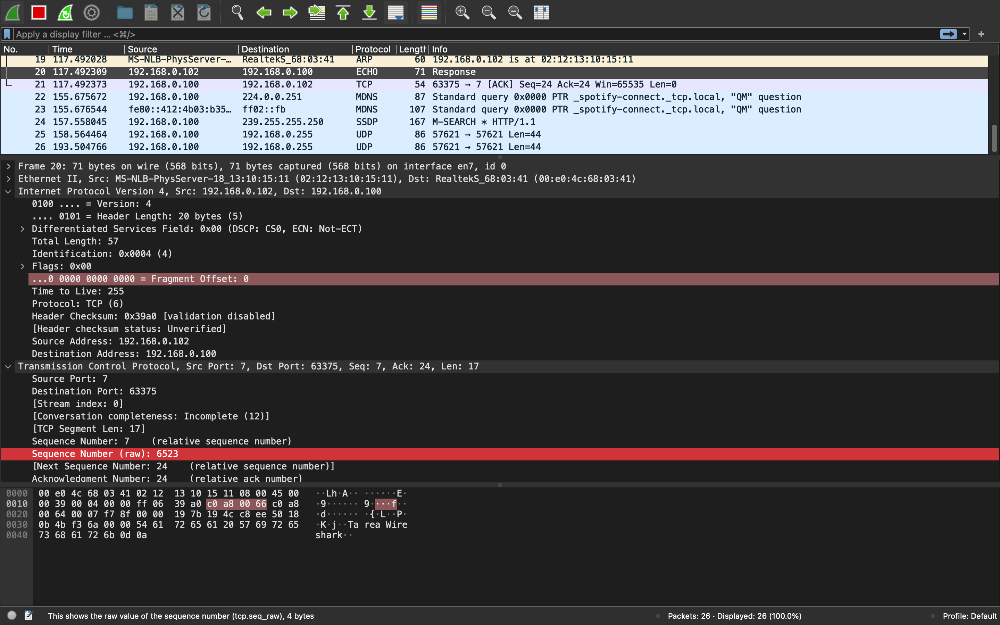 Apply a display filter ... <⌘/>
No. Time Source Destination Protocol Length Info
19 117.492028 MS-NLB-PhysServer-… RealtekS_68:03:41 ARP 60 192.168.0.102 is at 02:12:13:10:15:11
20 117.492309 192.168.0.102 192.168.0.100 ECHO 71 Response
21 117.492373 192.168.0.100 192.168.0.102 TCP 54 63375 → 7 [ACK] Seq=24 Ack=24 Win=65535 Len=0
22 155.675672 192.168.0.100 224.0.0.251 MDNS 87 Standard query 0x0000 PTR _spotify-connect._tcp.local, "QM" question
23 155.676544 fe80::412:4b03:b35… ff02::fb MDNS 107 Standard query 0x0000 PTR _spotify-connect._tcp.local, "QM" question
24 157.558045 192.168.0.100 239.255.255.250 SSDP 167 M-SEARCH * HTTP/1.1
25 158.564464 192.168.0.100 192.168.0.255 UDP 86 57621 → 57621 Len=44
26 193.504766 192.168.0.100 192.168.0.255 UDP 86 57621 → 57621 Len=44
Frame 20: 71 bytes on wire (568 bits), 71 bytes captured (568 bits) on interface en7, id 0
Ethernet II, Src: MS-NLB-PhysServer-18_13:10:15:11 (02:12:13:10:15:11), Dst: RealtekS_68:03:41 (00:e0:4c:68:03:41)
Internet Protocol Version 4, Src: 192.168.0.102, Dst: 192.168.0.100
0100 .... = Version: 4
.... 0101 = Header Length: 20 bytes (5)
Differentiated Services Field: 0x00 (DSCP: CS0, ECN: Not-ECT)
Total Length: 57
Identification: 0x0004 (4)
Flags: 0x00
...0 0000 0000 0000 = Fragment Offset: 0
Time to Live: 255
Protocol: TCP (6)
Header Checksum: 0x39a0 [validation disabled]
[Header checksum status: Unverified]
Source Address: 192.168.0.102
Destination Address: 192.168.0.100
Transmission Control Protocol, Src Port: 7, Dst Port: 63375, Seq: 7, Ack: 24, Len: 17
Source Port: 7
Destination Port: 63375
[Stream index: 0]
[Conversation completeness: Incomplete (12)]
[TCP Segment Len: 17]
Sequence Number: 7 (relative sequence number)
Sequence Number (raw): 6523
[Next Sequence Number: 24 (relative sequence number)]
Acknowledgment Number: 24 (relative ack number)
0000 00 e0 4c 68 03 41 02 12 13 10 15 11 08 00 45 00 ··Lh·A·· ······E·
0010 00 39 00 04 00 00 ff 06 39 a0 c0 a8 00 66 c0 a8 ·9······ 9····f··
0020 00 64 00 07 f7 8f 00 00 19 7b 19 4c c8 ee 50 18 ·d······ ·{·L··P·
0030 0b 4b f3 6a 00 00 54 61 72 65 61 20 57 69 72 65 ·K·j··Ta rea Wire
0040 73 68 61 72 6b 0d 0a shark··
This shows the raw value of the sequence number (tcp.seq_raw), 4 bytes Packets: 26 · Displayed: 26 (100.0%) Profile: Default